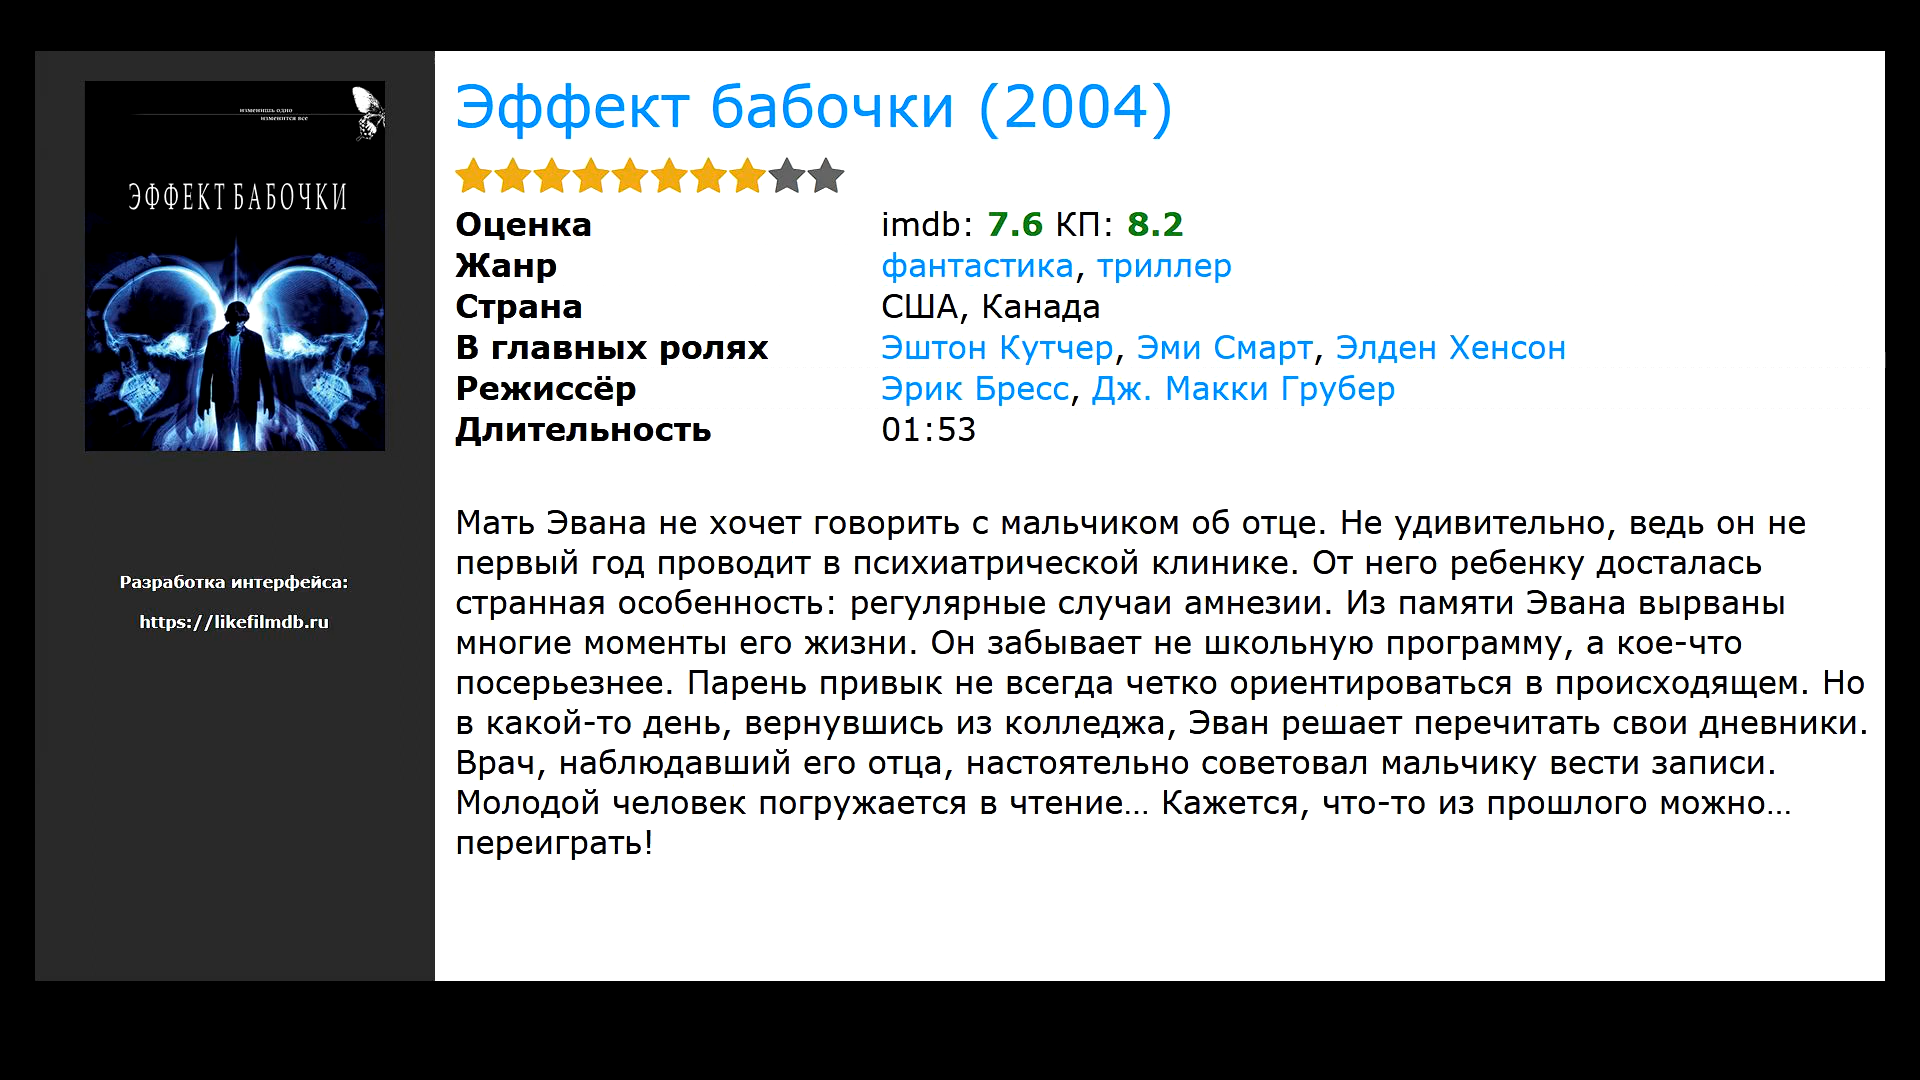 изменишь одно
изменится все
ЭФФЕКТ БАБОЧКИ
Разработка интерфейса:
https://likefilmdb.ru
Эффект бабочки (2004)
Оценка imdb: 7.6 КП: 8.2
Жанр фантастика, триллер
Страна США, Канада
В главных ролях Эштон Кутчер, Эми Смарт, Элден Хенсон
Режиссёр Эрик Бресс, Дж. Макки Грубер
Длительность 01:53
Мать Эвана не хочет говорить с мальчиком об отце. Не удивительно, ведь он не
первый год проводит в психиатрической клинике. От него ребенку досталась
странная особенность: регулярные случаи амнезии. Из памяти Эвана вырваны
многие моменты его жизни. Он забывает не школьную программу, а кое-что
посерьезнее. Парень привык не всегда четко ориентироваться в происходящем. Но
в какой-то день, вернувшись из колледжа, Эван решает перечитать свои дневники.
Врач, наблюдавший его отца, настоятельно советовал мальчику вести записи.
Молодой человек погружается в чтение… Кажется, что-то из прошлого можно…
переиграть!